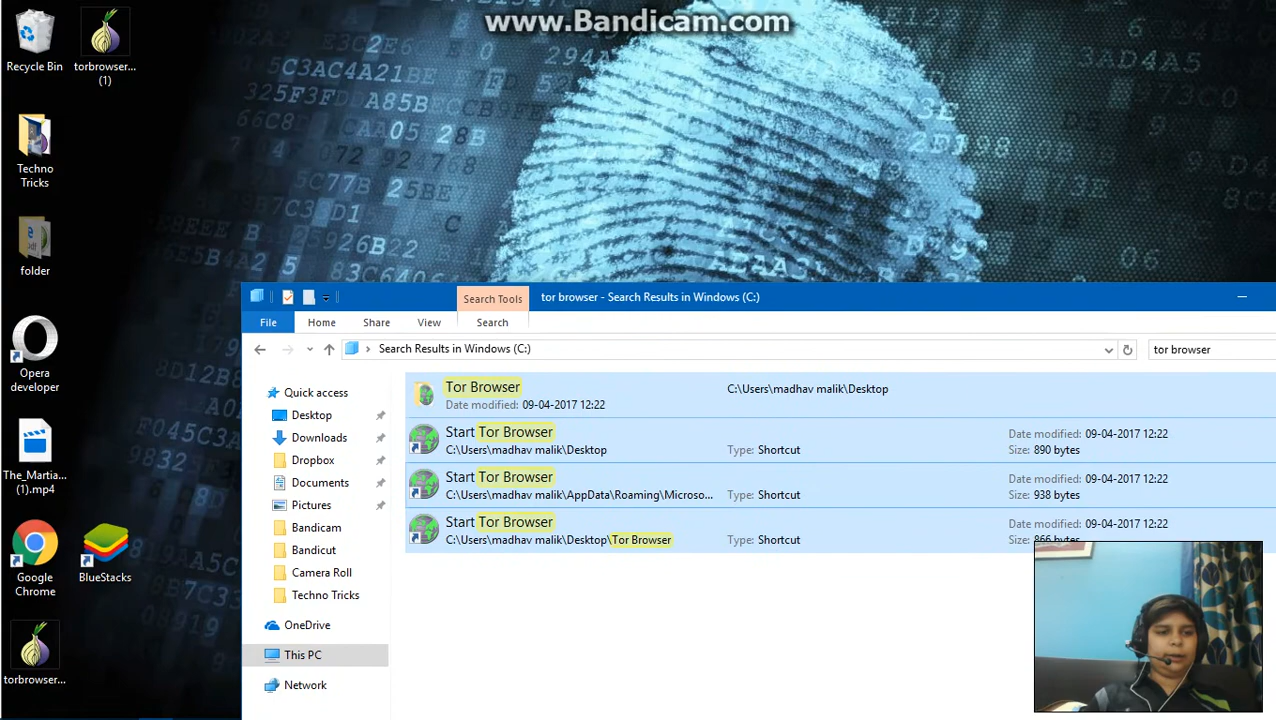 www.Bandicam.com
Recycle Bin
torbrowser...
(1)
Techno
Tricks
folder
Opera
developer
The_Martia...
(1).mp4
Google
Chrome
BlueStacks
torbrowser...
Search Tools
tor browser - Search Results in Windows (C:)
File
Home
Share
View
Search
Search Results in Windows (C:)
tor browser
Quick access
Desktop
Downloads
Dropbox
Documents
Pictures
Bandicam
Bandicut
Camera Roll
Techno Tricks
OneDrive
This PC
Network
Tor Browser
Date modified: 09-04-2017 12:22
C:\Users\madhav malik\Desktop
Start Tor Browser
C:\Users\madhav malik\Desktop
Type: Shortcut
Date modified: 09-04-2017 12:22
Size: 890 bytes
Start Tor Browser
C:\Users\madhav malik\AppData\Roaming\Microso...
Type: Shortcut
Date modified: 09-04-2017 12:22
Size: 938 bytes
Start Tor Browser
C:\Users\madhav malik\Desktop\Tor Browser
Type: Shortcut
Date modified: 09-04-2017 12:22
Size: 866 bytes